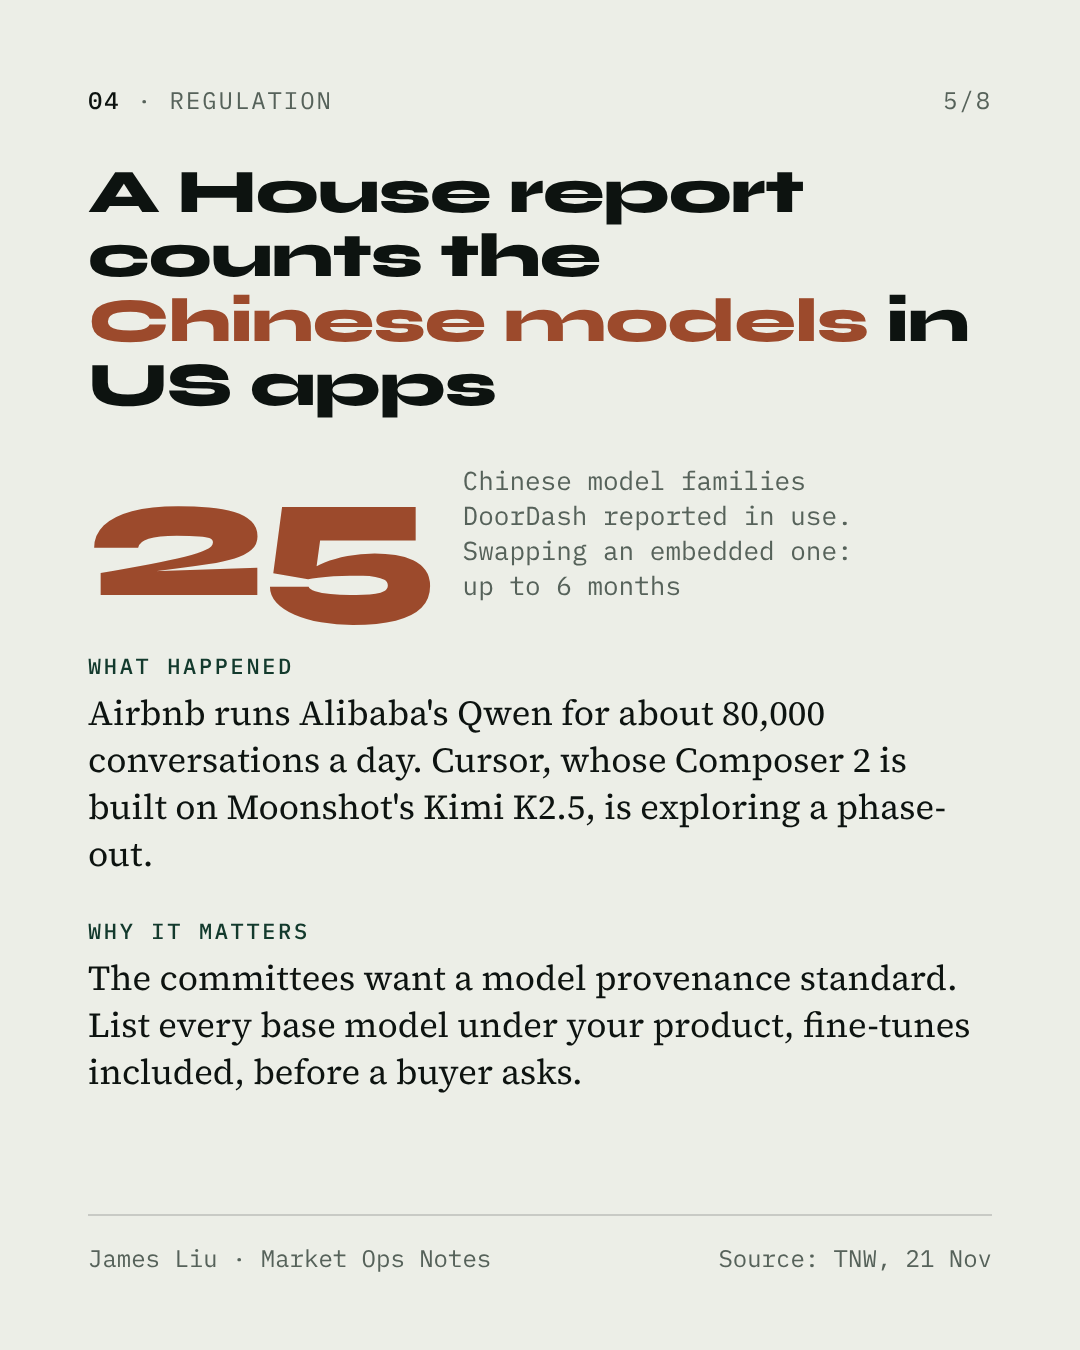 04 · REGULATION
5/8
A House report
counts the
Chinese models in
US apps
25
Chinese model families
DoorDash reported in use.
Swapping an embedded one:
up to 6 months
WHAT HAPPENED
Airbnb runs Alibaba's Qwen for about 80,000
conversations a day. Cursor, whose Composer 2 is
built on Moonshot's Kimi K2.5, is exploring a phase-
out.
WHY IT MATTERS
The committees want a model provenance standard.
List every base model under your product, fine-tunes
included, before a buyer asks.
James Liu · Market Ops Notes
Source: TNW, 21 Nov